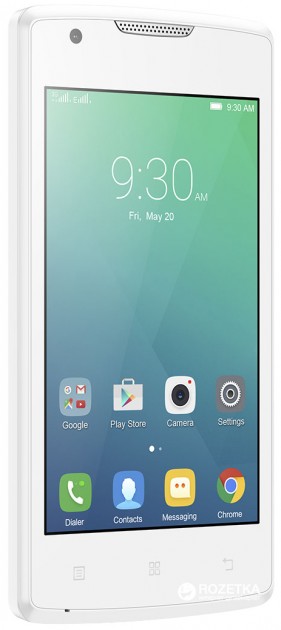 9:30 AM
9:30 AM
Fri, May 20
Google Play Store Camera Settings
Dialer Contacts Messaging Chrome
ROZETKA